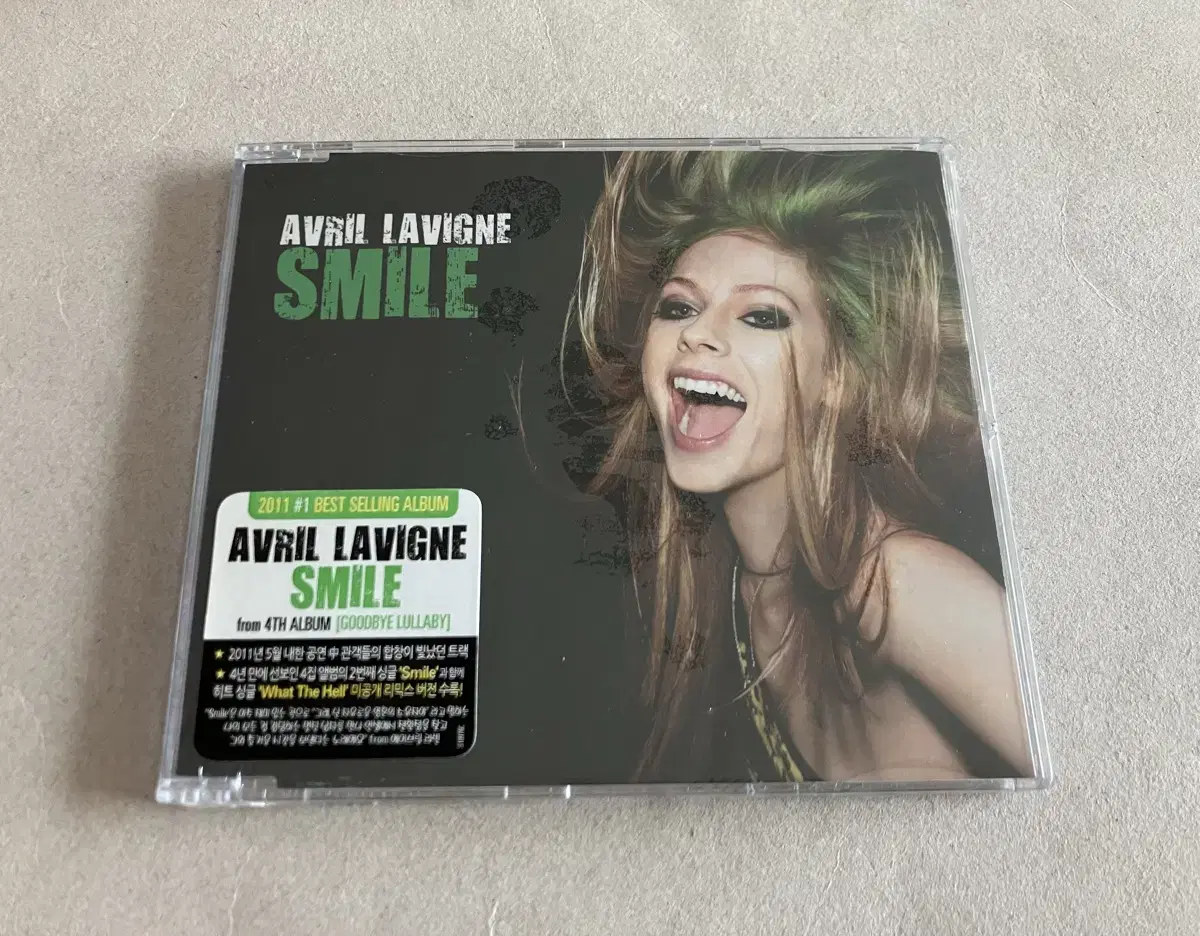 AVRIL LAVIGNE
SMILE
2011 #1 BEST SELLING ALBUM
AVRIL LAVIGNE
SMILE
from 4TH ALBUM [GOODBYE LULLABY]
★ 2011년 5월 내한 공연 中 관객들의 합창이 빛났던 트랙
★ 4년 만에 선보인 4집 앨범의 2번째 싱글 'Smile'과 함께
히트 싱글 'What The Hell' 미공개 리믹스 버전 수록!
"Smile'은
from